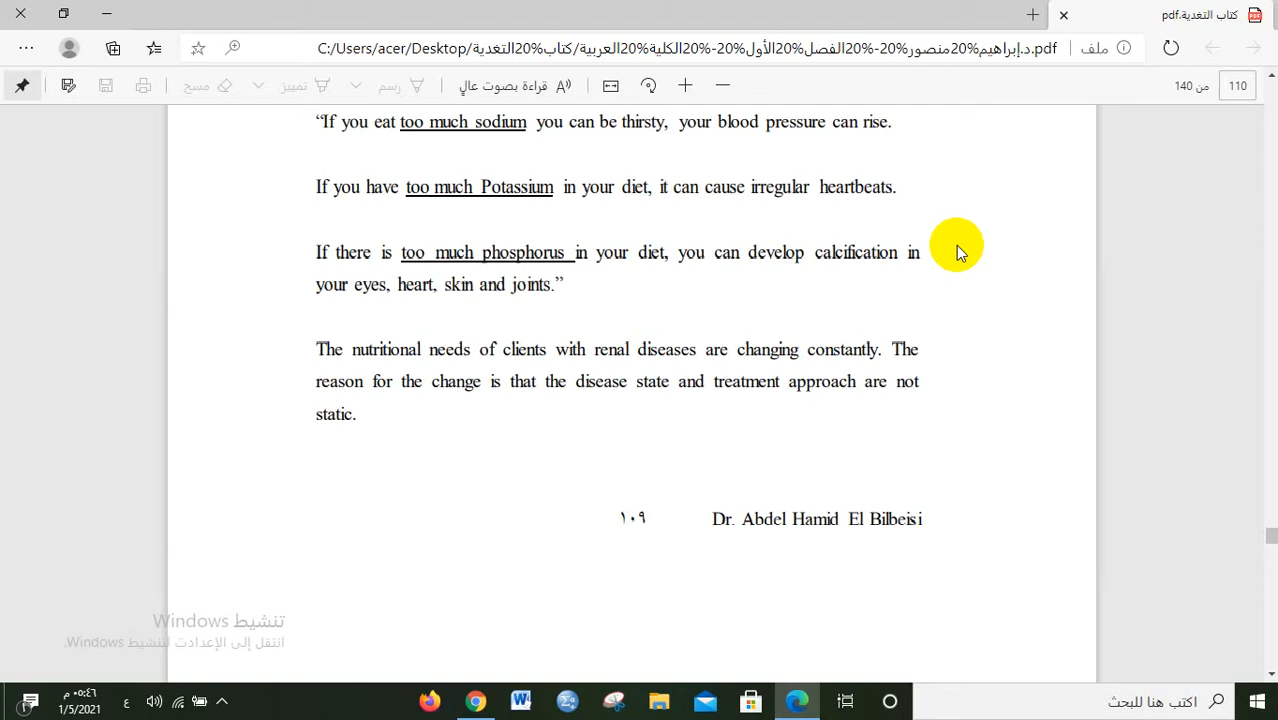 كتاب التغدية.pdf
ملف
C:/Users/acer/Desktop/د.إبراهيم%20منصور%20-%20الفصل%20الأول%20-%20الكلية%20العربية/كتاب%20التغدية.pdf
110 من 140
قراءة بصوت عالٍ
رسم
تمييز
مسح
“If you eat too much sodium you can be thirsty, your blood pressure can rise.
If you have too much Potassium in your diet, it can cause irregular heartbeats.
If there is too much phosphorus in your diet, you can develop calcification in
your eyes, heart, skin and joints.”
The nutritional needs of clients with renal diseases are changing constantly. The
reason for the change is that the disease state and treatment approach are not
static.
١٠٩ Dr. Abdel Hamid El Bilbeisi
تنشيط Windows
انتقل إلى الإعدادات لتنشيط Windows.
اكتب هنا للبحث
ع
٠٥:٤٦ م
1/5/2021